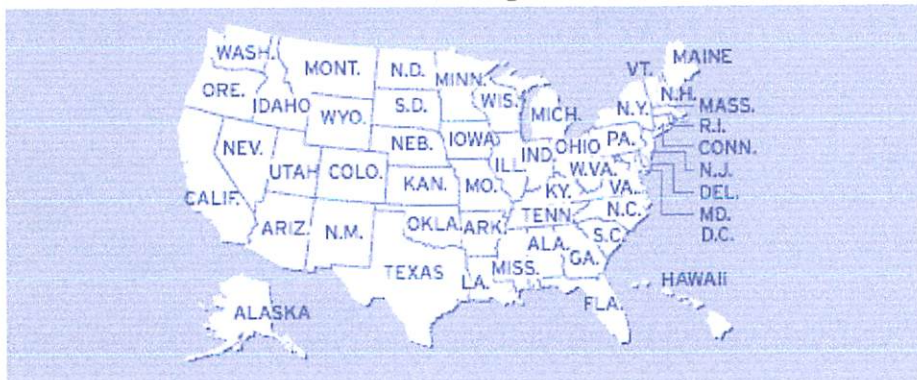 WASH.
MONT.
N.D.
MINN.
VT.
MAINE
ORE.
IDAHO
WYO.
S.D.
WIS.
MICH.
N.Y.
N.H.
MASS.
R.I.
NEV.
UTAH
COLO.
NEB.
IOWA
ILL.
IND.
OHIO
PA.
CONN.
N.J.
CALIF.
KAN.
MO.
KY.
W.VA.
VA.
DEL.
MD.
D.C.
ARIZ.
N.M.
OKLA.
ARK.
TENN.
N.C.
S.C.
TEXAS
LA.
MISS.
ALA.
GA.
FLA.
ALASKA
HAWAII